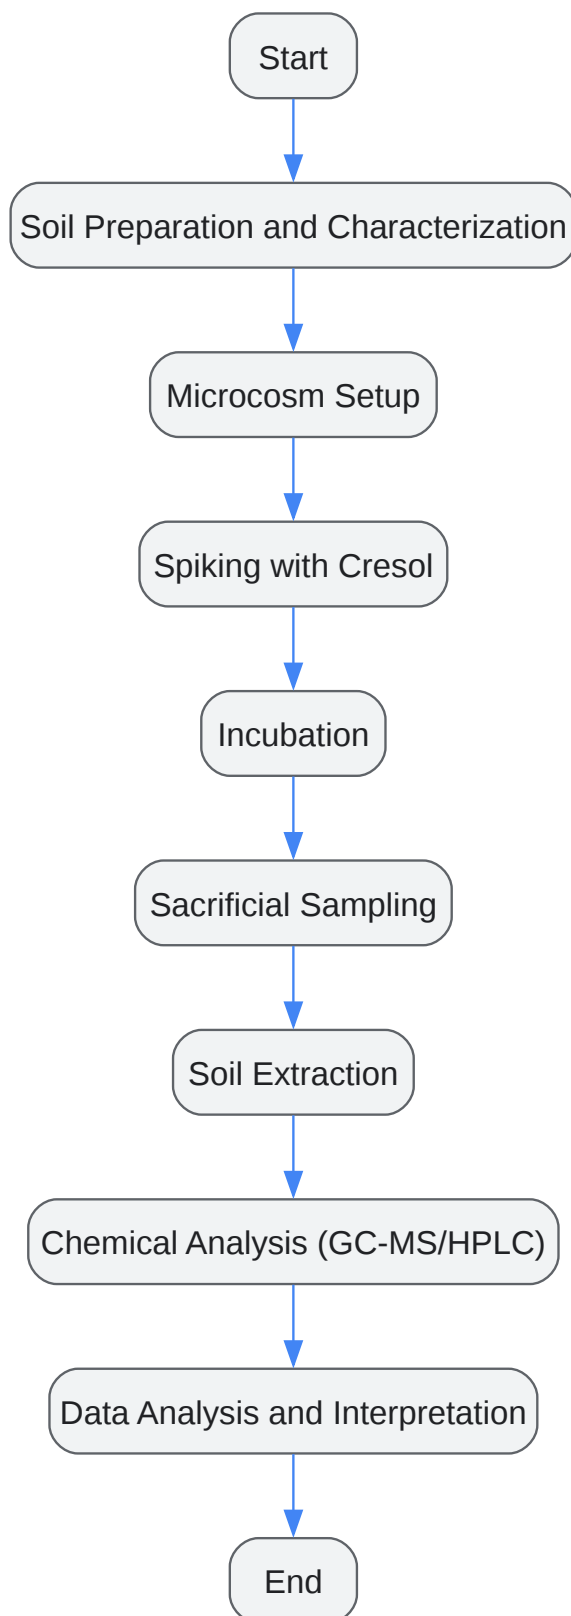 Start
Soil Preparation and Characterization
Microcosm Setup
Spiking with Cresol
Incubation
Sacrificial Sampling
Soil Extraction
Chemical Analysis (GC-MS/HPLC)
Data Analysis and Interpretation
End